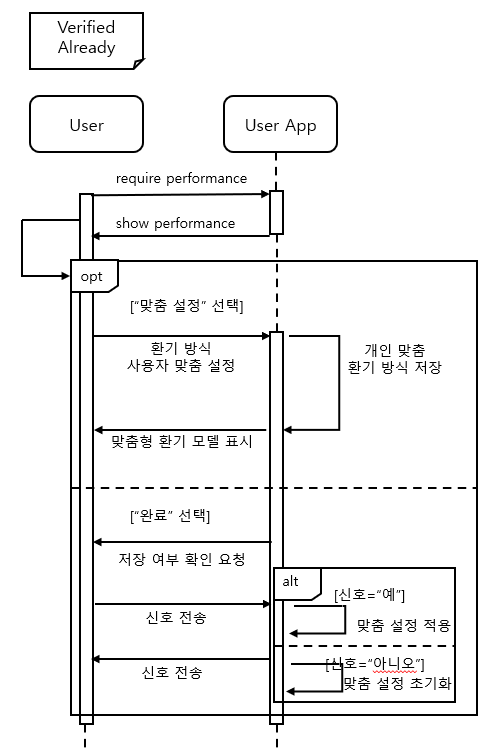 Verified
Already
User
User App
require performance
show performance
opt
[“맞춤 설정” 선택]
환기 방식
사용자 맞춤 설정
개인 맞춤
환기 방식 저장
맞춤형 환기 모델 표시
[“완료” 선택]
저장 여부 확인 요청
alt
[신호=“예”]
신호 전송
맞춤 설정 적용
[신호=“아니오”]
신호 전송
맞춤 설정 초기화